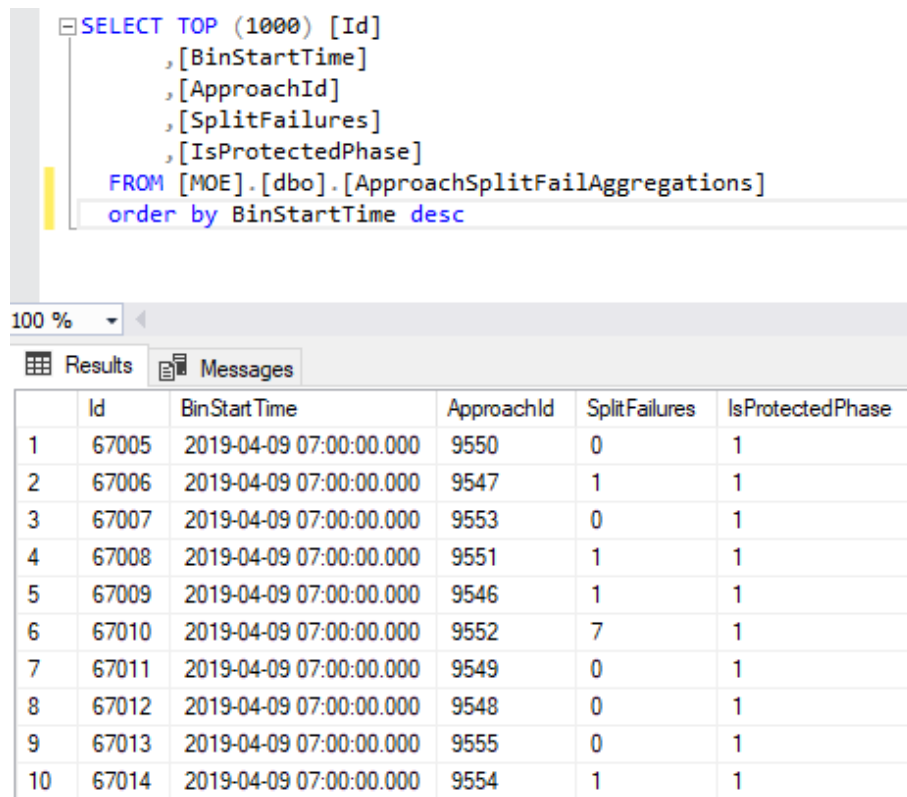 SELECT TOP (1000) [Id]
,[BinStartTime]
,[ApproachId]
,[SplitFailures]
,[IsProtectedPhase]
FROM [MOE].[dbo].[ApproachSplitFailAggregations]
order by BinStartTime desc
100 %
Results Messages
Id BinStartTime ApproachId SplitFailures IsProtectedPhase
1 67005 2019-04-09 07:00:00.000 9550 0 1
2 67006 2019-04-09 07:00:00.000 9547 1 1
3 67007 2019-04-09 07:00:00.000 9553 0 1
4 67008 2019-04-09 07:00:00.000 9551 1 1
5 67009 2019-04-09 07:00:00.000 9546 1 1
6 67010 2019-04-09 07:00:00.000 9552 7 1
7 67011 2019-04-09 07:00:00.000 9549 0 1
8 67012 2019-04-09 07:00:00.000 9548 0 1
9 67013 2019-04-09 07:00:00.000 9555 0 1
10 67014 2019-04-09 07:00:00.000 9554 1 1